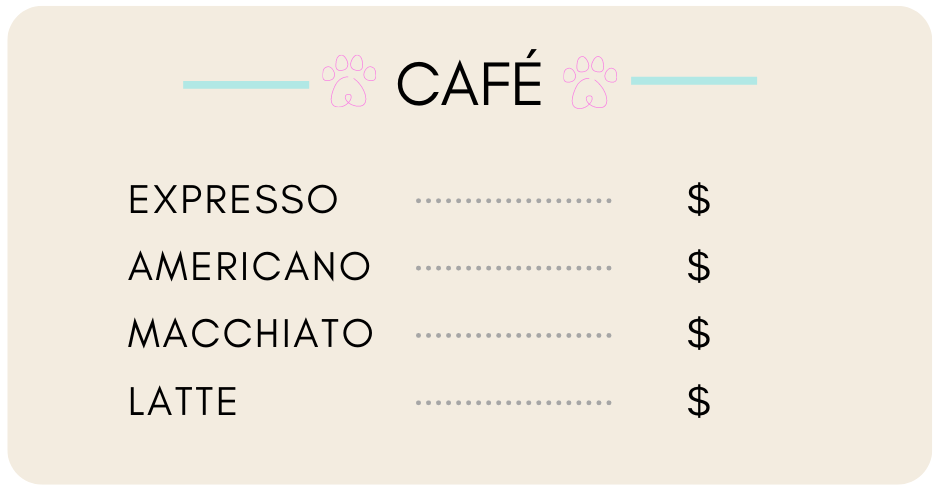 CAFÉ
EXPRESSO ..................... $
AMERICANO ..................... $
MACCHIATO ..................... $
LATTE ..................... $